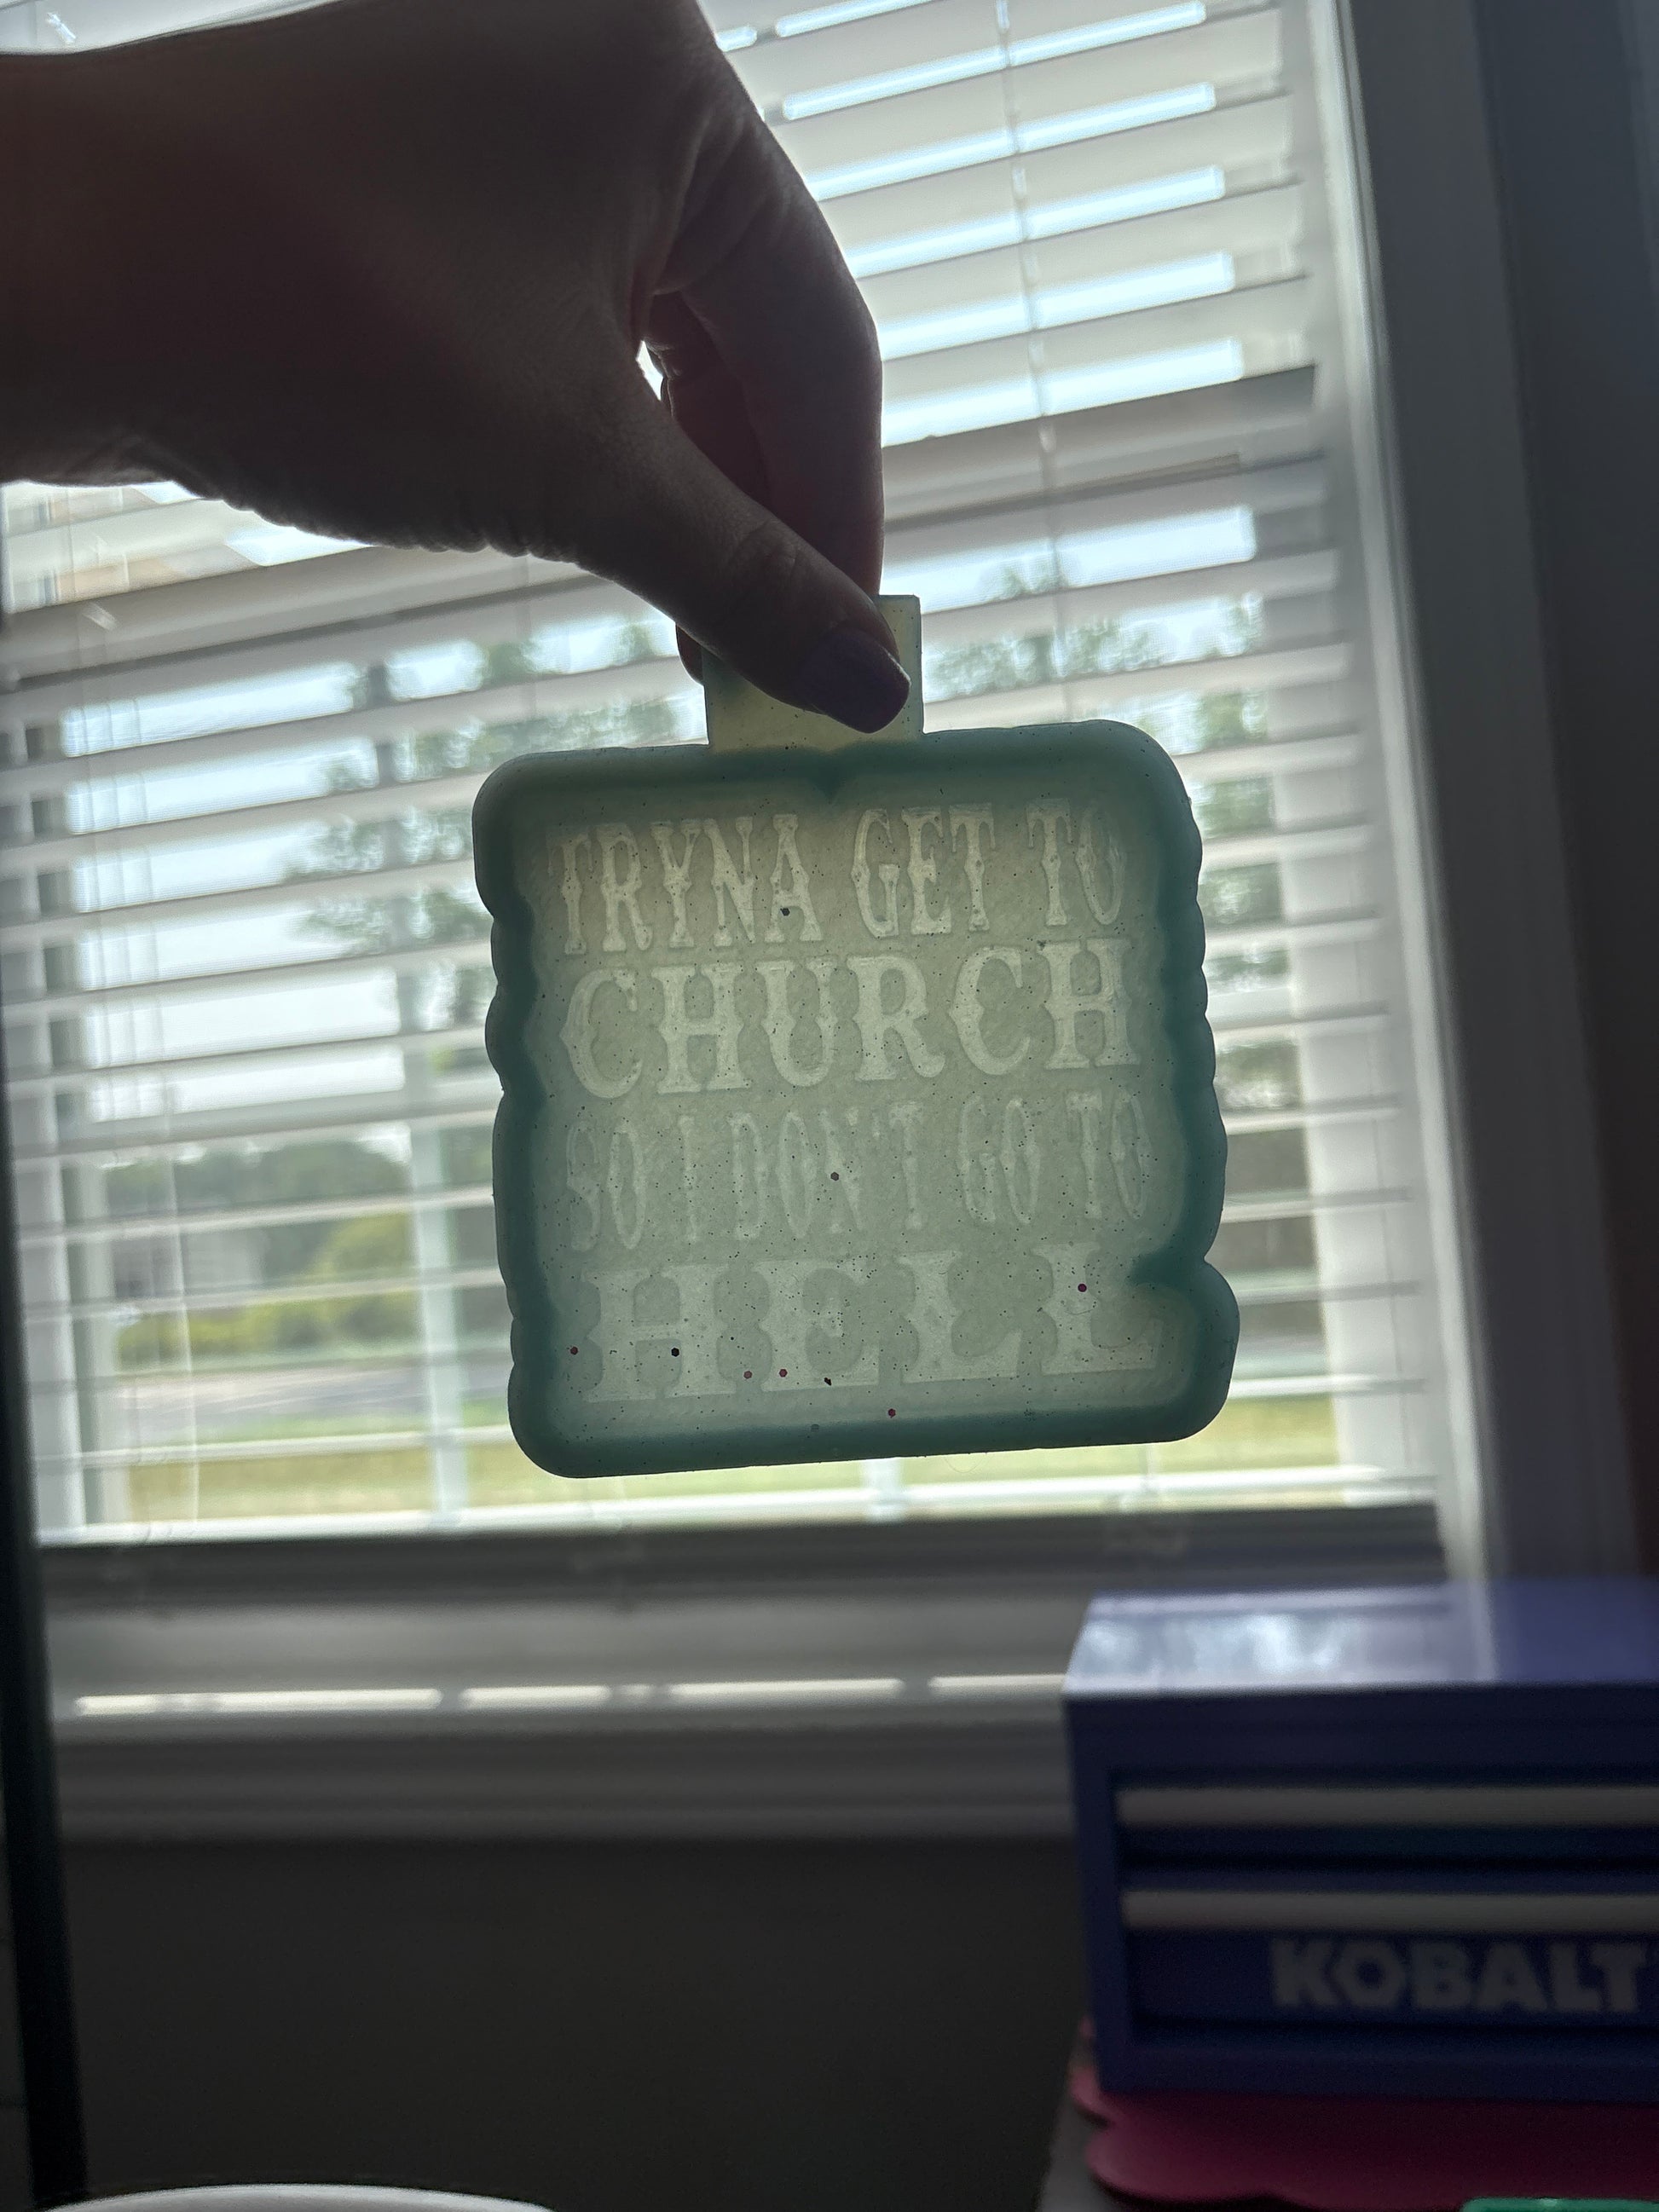 TRYNA GET TO
CHURCH
SO I DON'T GO TO
HELL
KOBALT